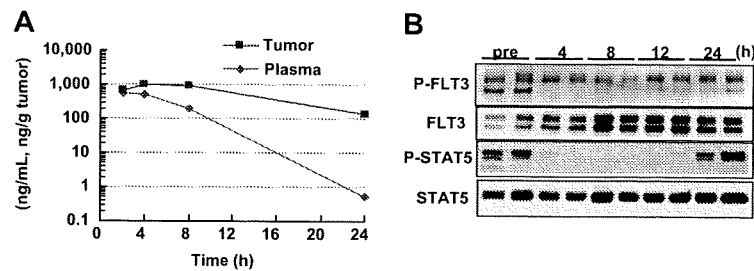 A
Tumor
Plasma
(ng/mL, ng/g tumor)
10,000
1,000
100
10
1
0.1
0 4 8 12 16 20 24
Time (h)
B
pre 4 8 12 24 (h)
P-FLT3
FLT3
P-STAT5
STAT5